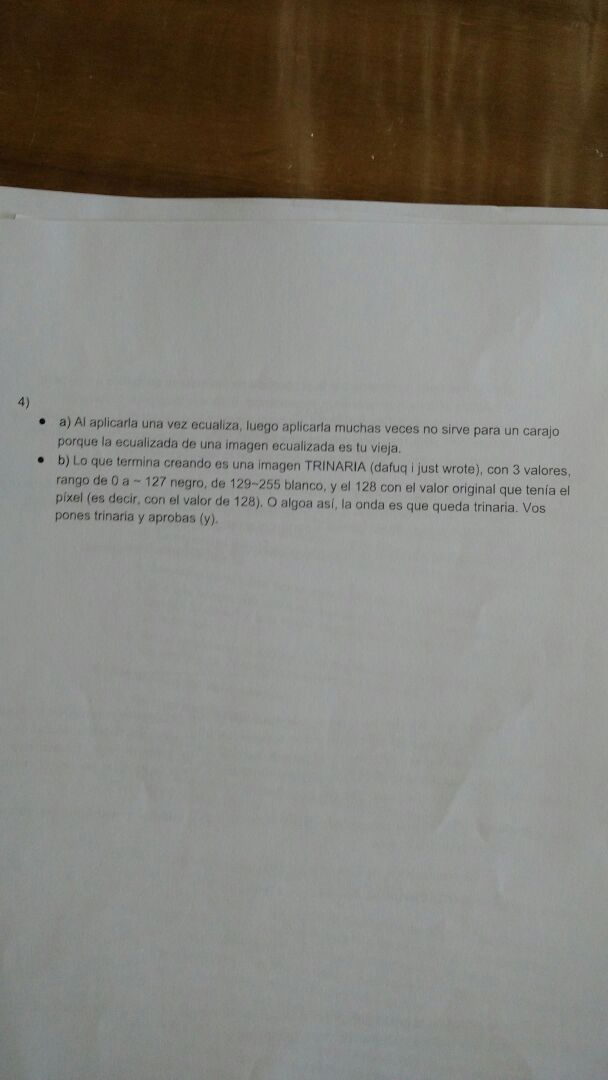 4)
• a) Al aplicarla una vez ecualiza, luego aplicarla muchas veces no sirve para un carajo
porque la ecualizada de una imagen ecualizada es tu vieja.
• b) Lo que termina creando es una imagen TRINARIA (dafuq i just wrote), con 3 valores,
rango de 0 a ~ 127 negro, de 129~255 blanco, y el 128 con el valor original que tenía el
píxel (es decir, con el valor de 128). O algoa así, la onda es que queda trinaria. Vos
pones trinaria y aprobas (y).